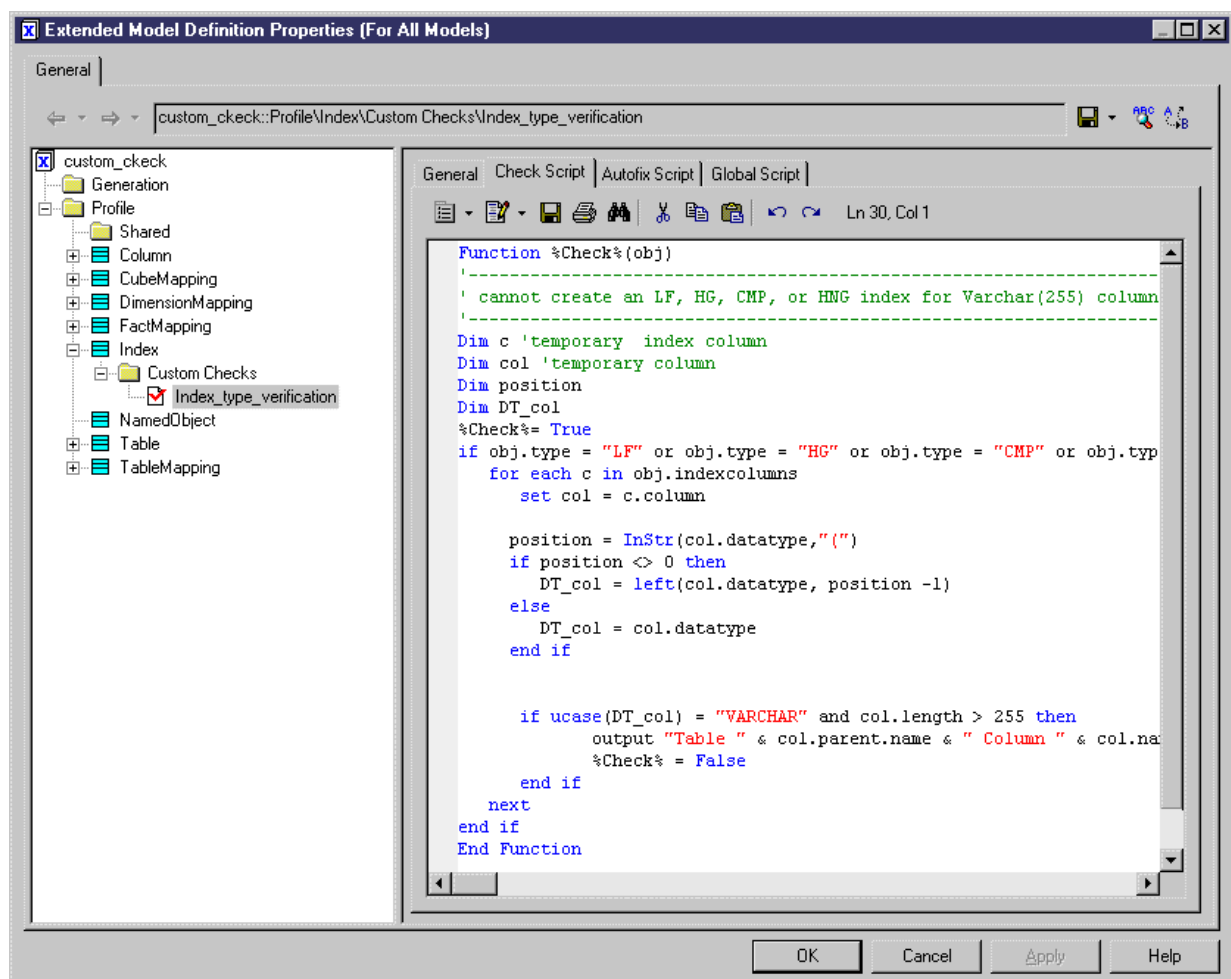 Extended Model Definition Properties (For All Models)
General
custom_ckeck::Profile\Index\Custom Checks\Index_type_verification
ABC
A
B
custom_ckeck
Generation
Profile
Shared
Column
CubeMapping
DimensionMapping
FactMapping
Index
Custom Checks
Index_type_verification
NamedObject
Table
TableMapping
General Check Script Autofix Script Global Script
Ln 30, Col 1
Function %Check%(obj)
'-------------------------------------------------------------------
' cannot create an LF, HG, CMP, or HNG index for Varchar(255) column
'-------------------------------------------------------------------
Dim c 'temporary  index column
Dim col 'temporary column
Dim position
Dim DT_col
%Check%= True
if obj.type = "LF" or obj.type = "HG" or obj.type = "CMP" or obj.typ
for each c in obj.indexcolumns
set col = c.column
position = InStr(col.datatype,"(")
if position <> 0 then
DT_col = left(col.datatype, position -1)
else
DT_col = col.datatype
end if
if ucase(DT_col) = "VARCHAR" and col.length > 255 then
output "Table " & col.parent.name & " Column " & col.na
%Check% = False
end if
next
end if
End Function
OK Cancel Apply Help